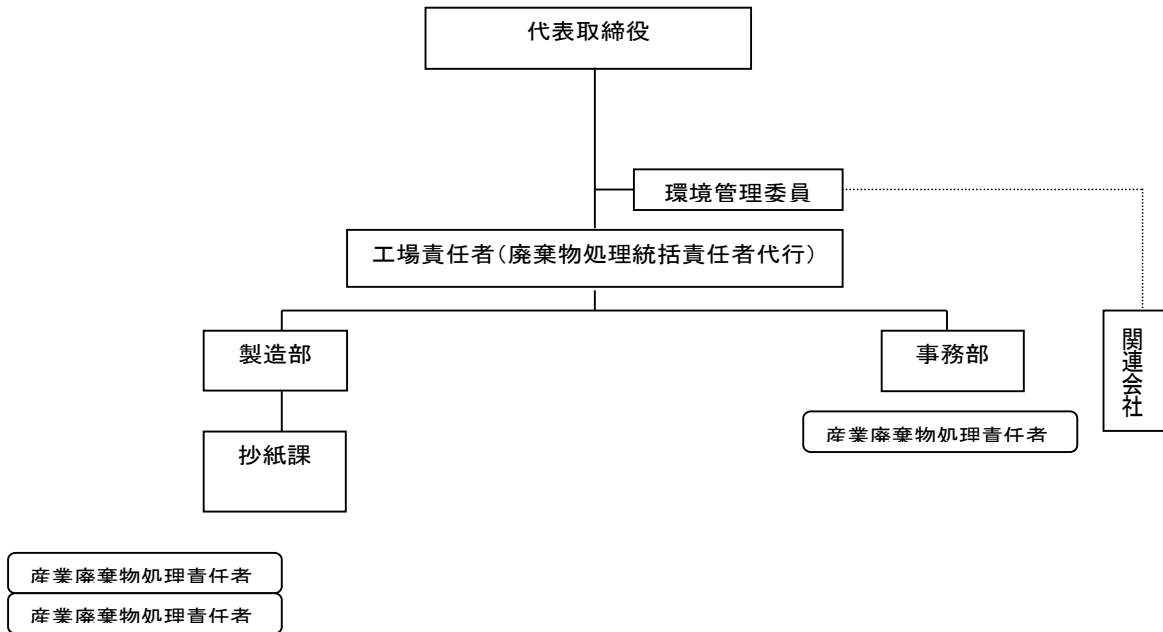 代表取締役
環境管理委員
工場責任者(廃棄物処理統括責任者代行)
製造部
事務部
関連会社
産業廃棄物処理責任者
抄紙課
産業廃棄物処理責任者
産業廃棄物処理責任者